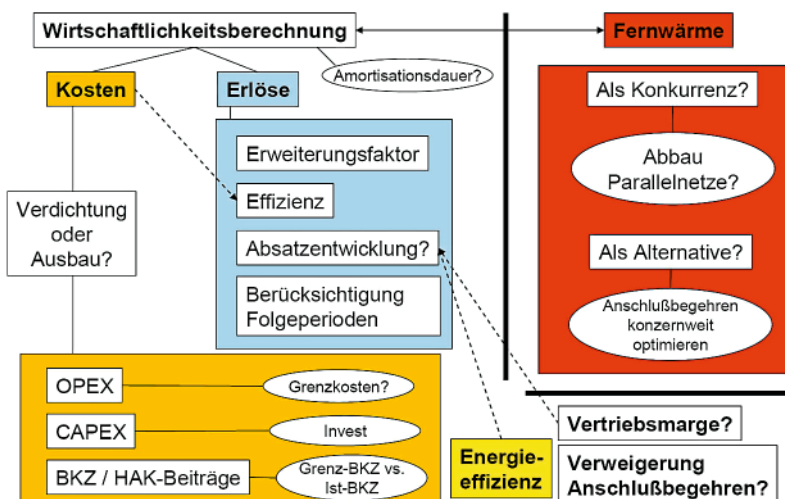 Wirtschaftlichkeitsberechnung
Fernwärme
Amortisationsdauer?
Kosten
Erlöse
Als Konkurrenz?
Erweiterungsfaktor
Abbau
Parallelnetze?
Effizienz
Verdichtung
oder
Ausbau?
Absatzentwicklung?
Als Alternative?
Berücksichtigung
Folgeperioden
Anschlußbegehren
konzernweit
optimieren
OPEX
Grenzkosten?
CAPEX
Invest
BKZ / HAK-Beiträge
Grenz-BKZ vs.
Ist-BKZ
Energie-
effizienz
Vertriebsmarge?
Verweigerung
Anschlußbegehren?